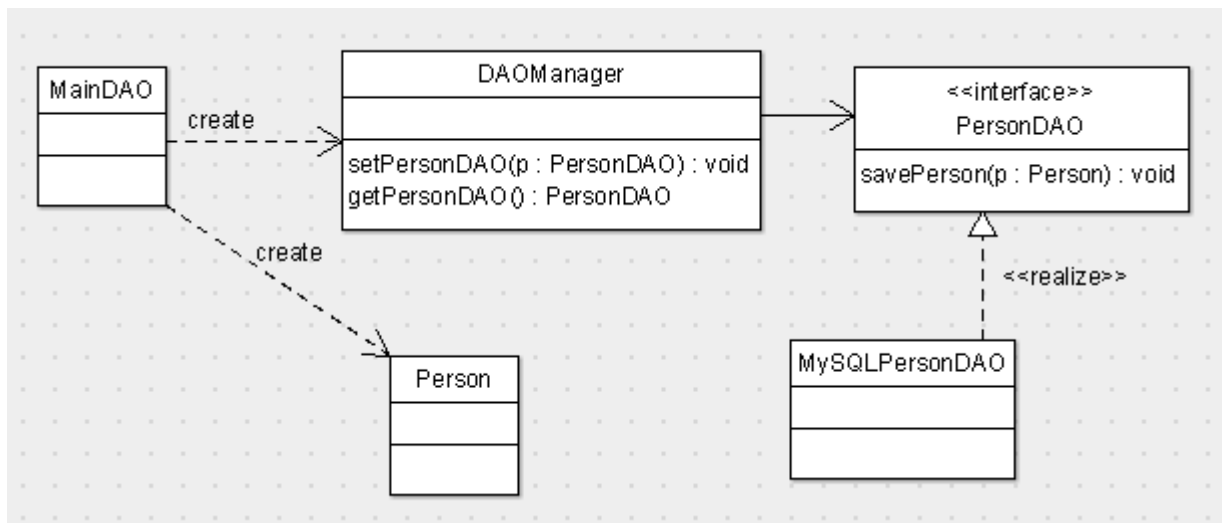 MainDAO
create
DAOManager
setPersonDAO(p : PersonDAO) : void
getPersonDAO() : PersonDAO
<<interface>>
PersonDAO
savePerson(p : Person) : void
create
<<realize>>
Person
MySQLPersonDAO